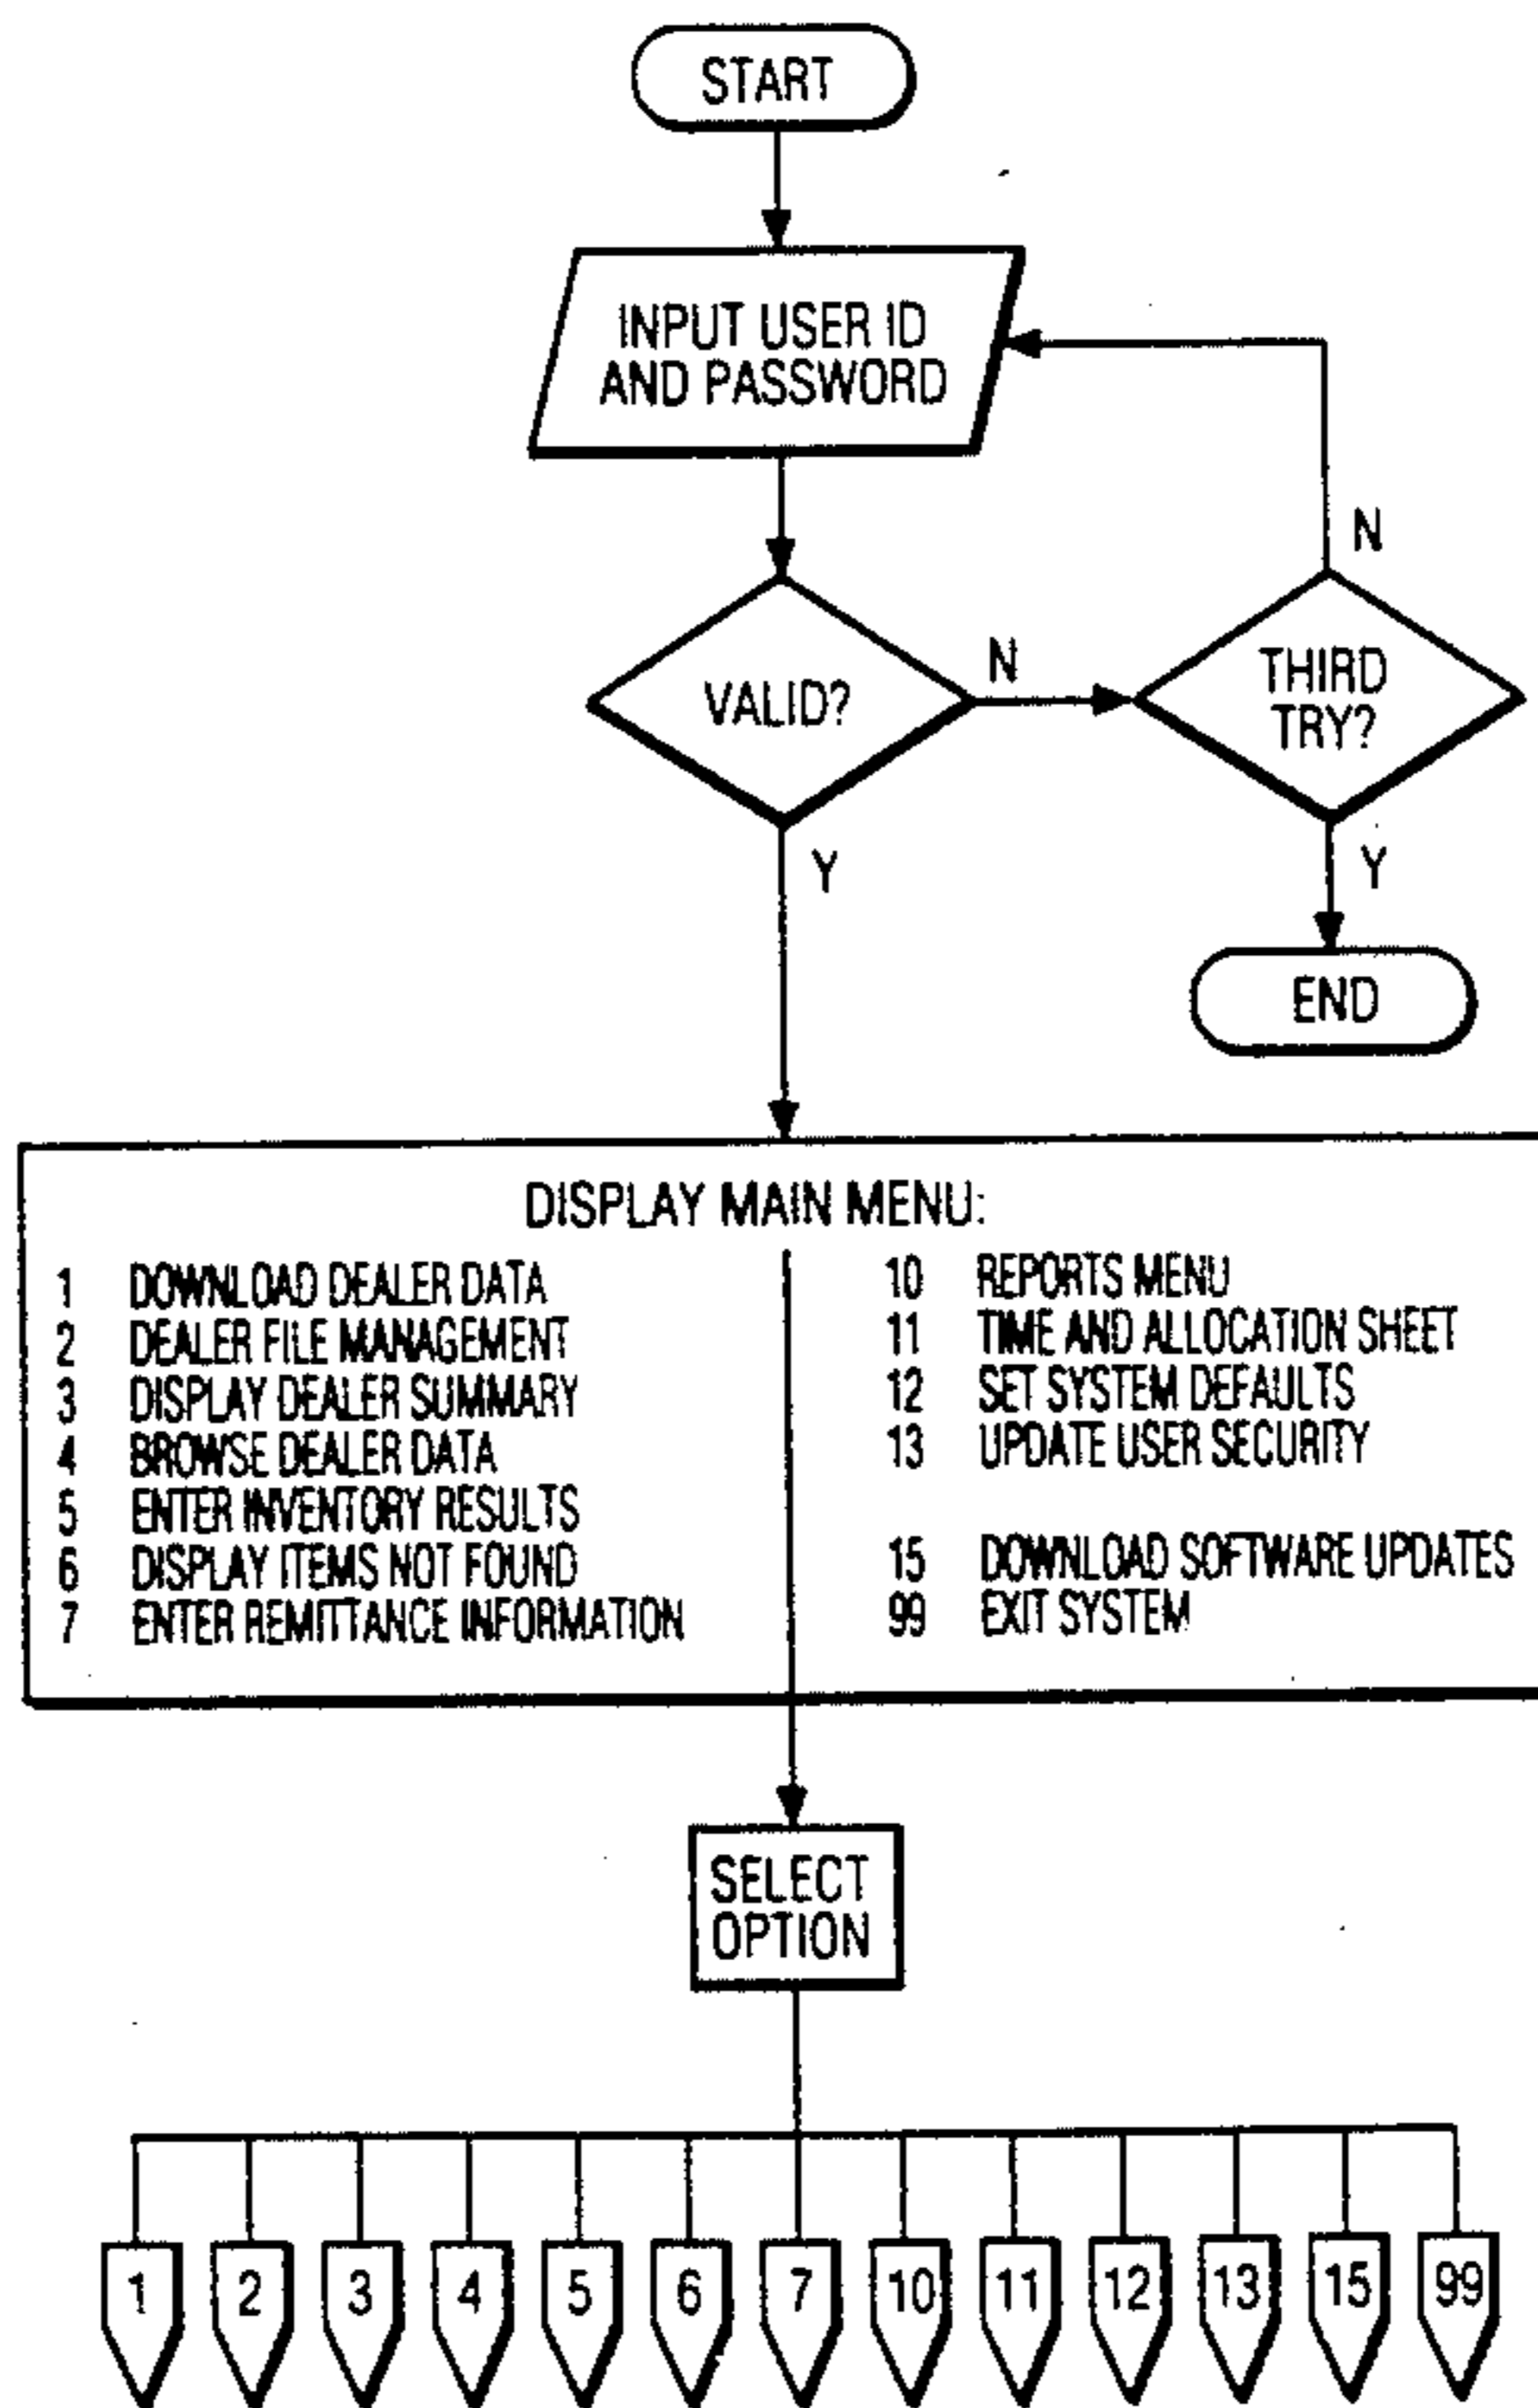 START
INPUT USER ID
AND PASSWORD
N
VALID?
N
THIRD
TRY?
Y
Y
END
DISPLAY MAIN MENU:
1 DOWNLOAD DEALER DATA
2 DEALER FILE MANAGEMENT
3 DISPLAY DEALER SUMMARY
4 BROWSE DEALER DATA
5 ENTER INVENTORY RESULTS
6 DISPLAY ITEMS NOT FOUND
7 ENTER REMITTANCE INFORMATION
10 REPORTS MENU
11 TIME AND ALLOCATION SHEET
12 SET SYSTEM DEFAULTS
13 UPDATE USER SECURITY
15 DOWNLOAD SOFTWARE UPDATES
99 EXIT SYSTEM
SELECT
OPTION
1 2 3 4 5 6 7 10 11 12 13 15 99